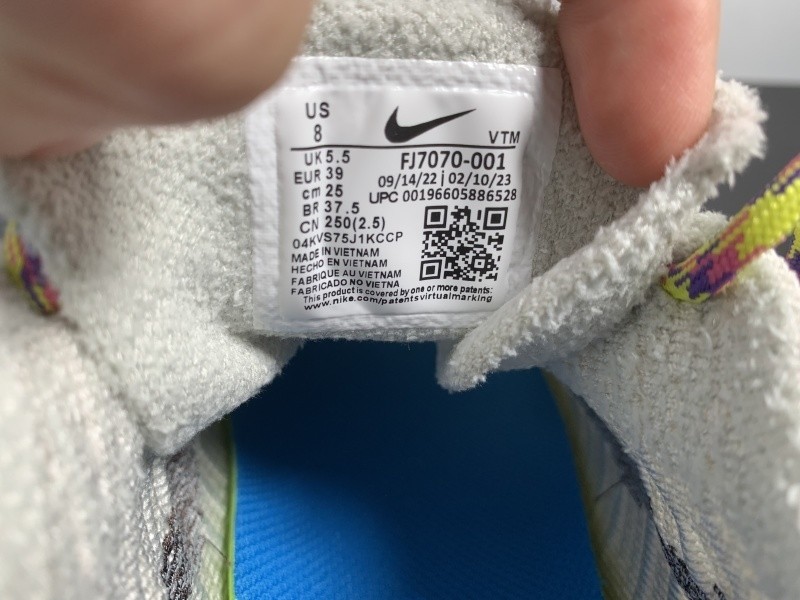 US
8
VTM
UK 5.5
EUR 39
cm 25
BR 37.5
CN 250(2.5)
04KVS75J1KCCP
MADE IN VIETNAM
HECHO EN VIETNAM
FABRIQUE AU VIETNAM
FABRICADO NO VIETNA
FJ7070-001
09/14/22 | 02/10/23
UPC 00196605886528
This product is covered by one or more patents:
www.nike.com/patentsvirtualmarking